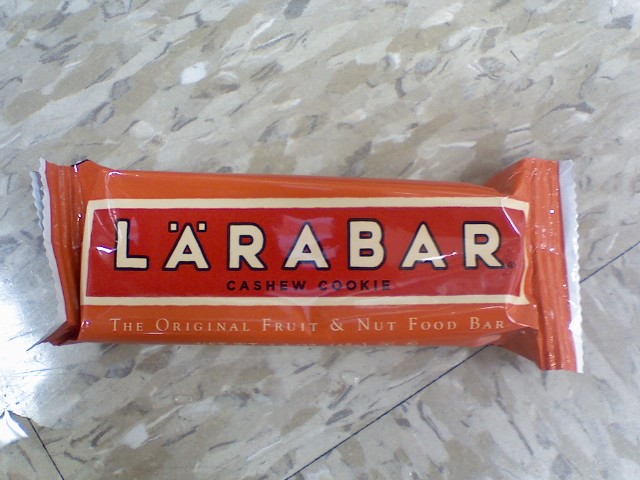 LÄRABAR
CASHEW COOKIE
THE ORIGINAL FRUIT & NUT FOOD BAR